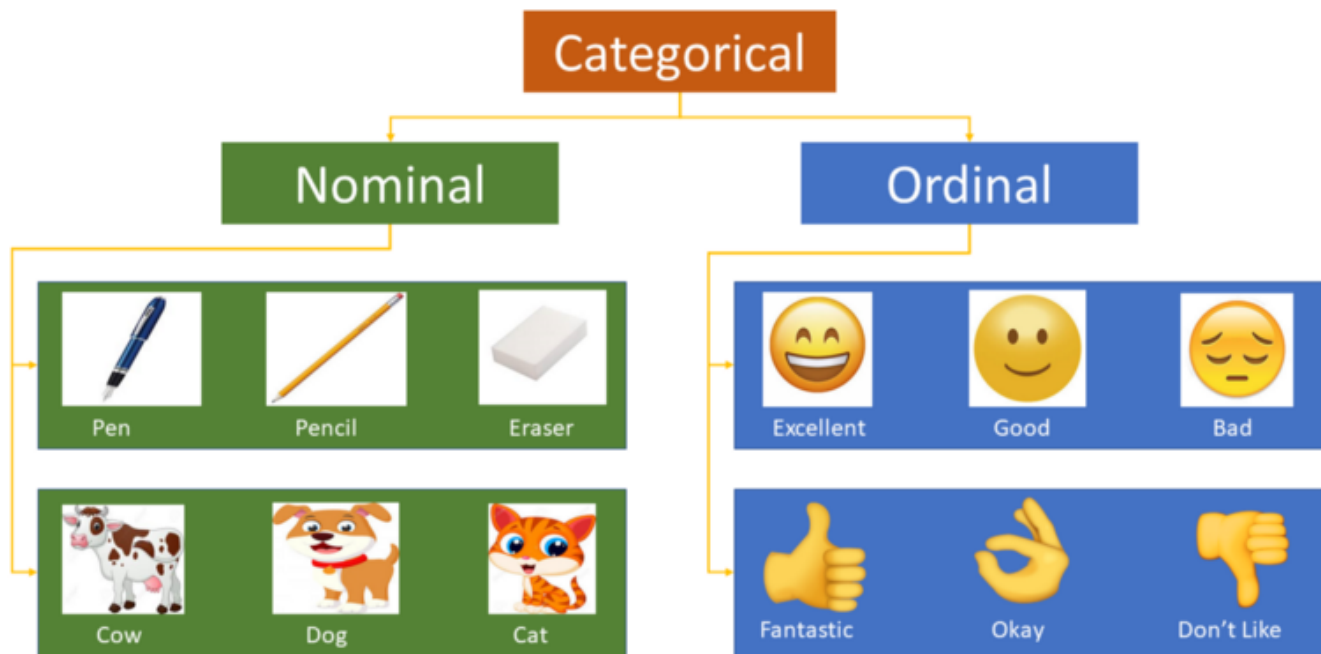 Categorical
Nominal
Ordinal
Pen
Pencil
Eraser
Excellent
Good
Bad
Cow
Dog
Cat
Fantastic
Okay
Don't Like